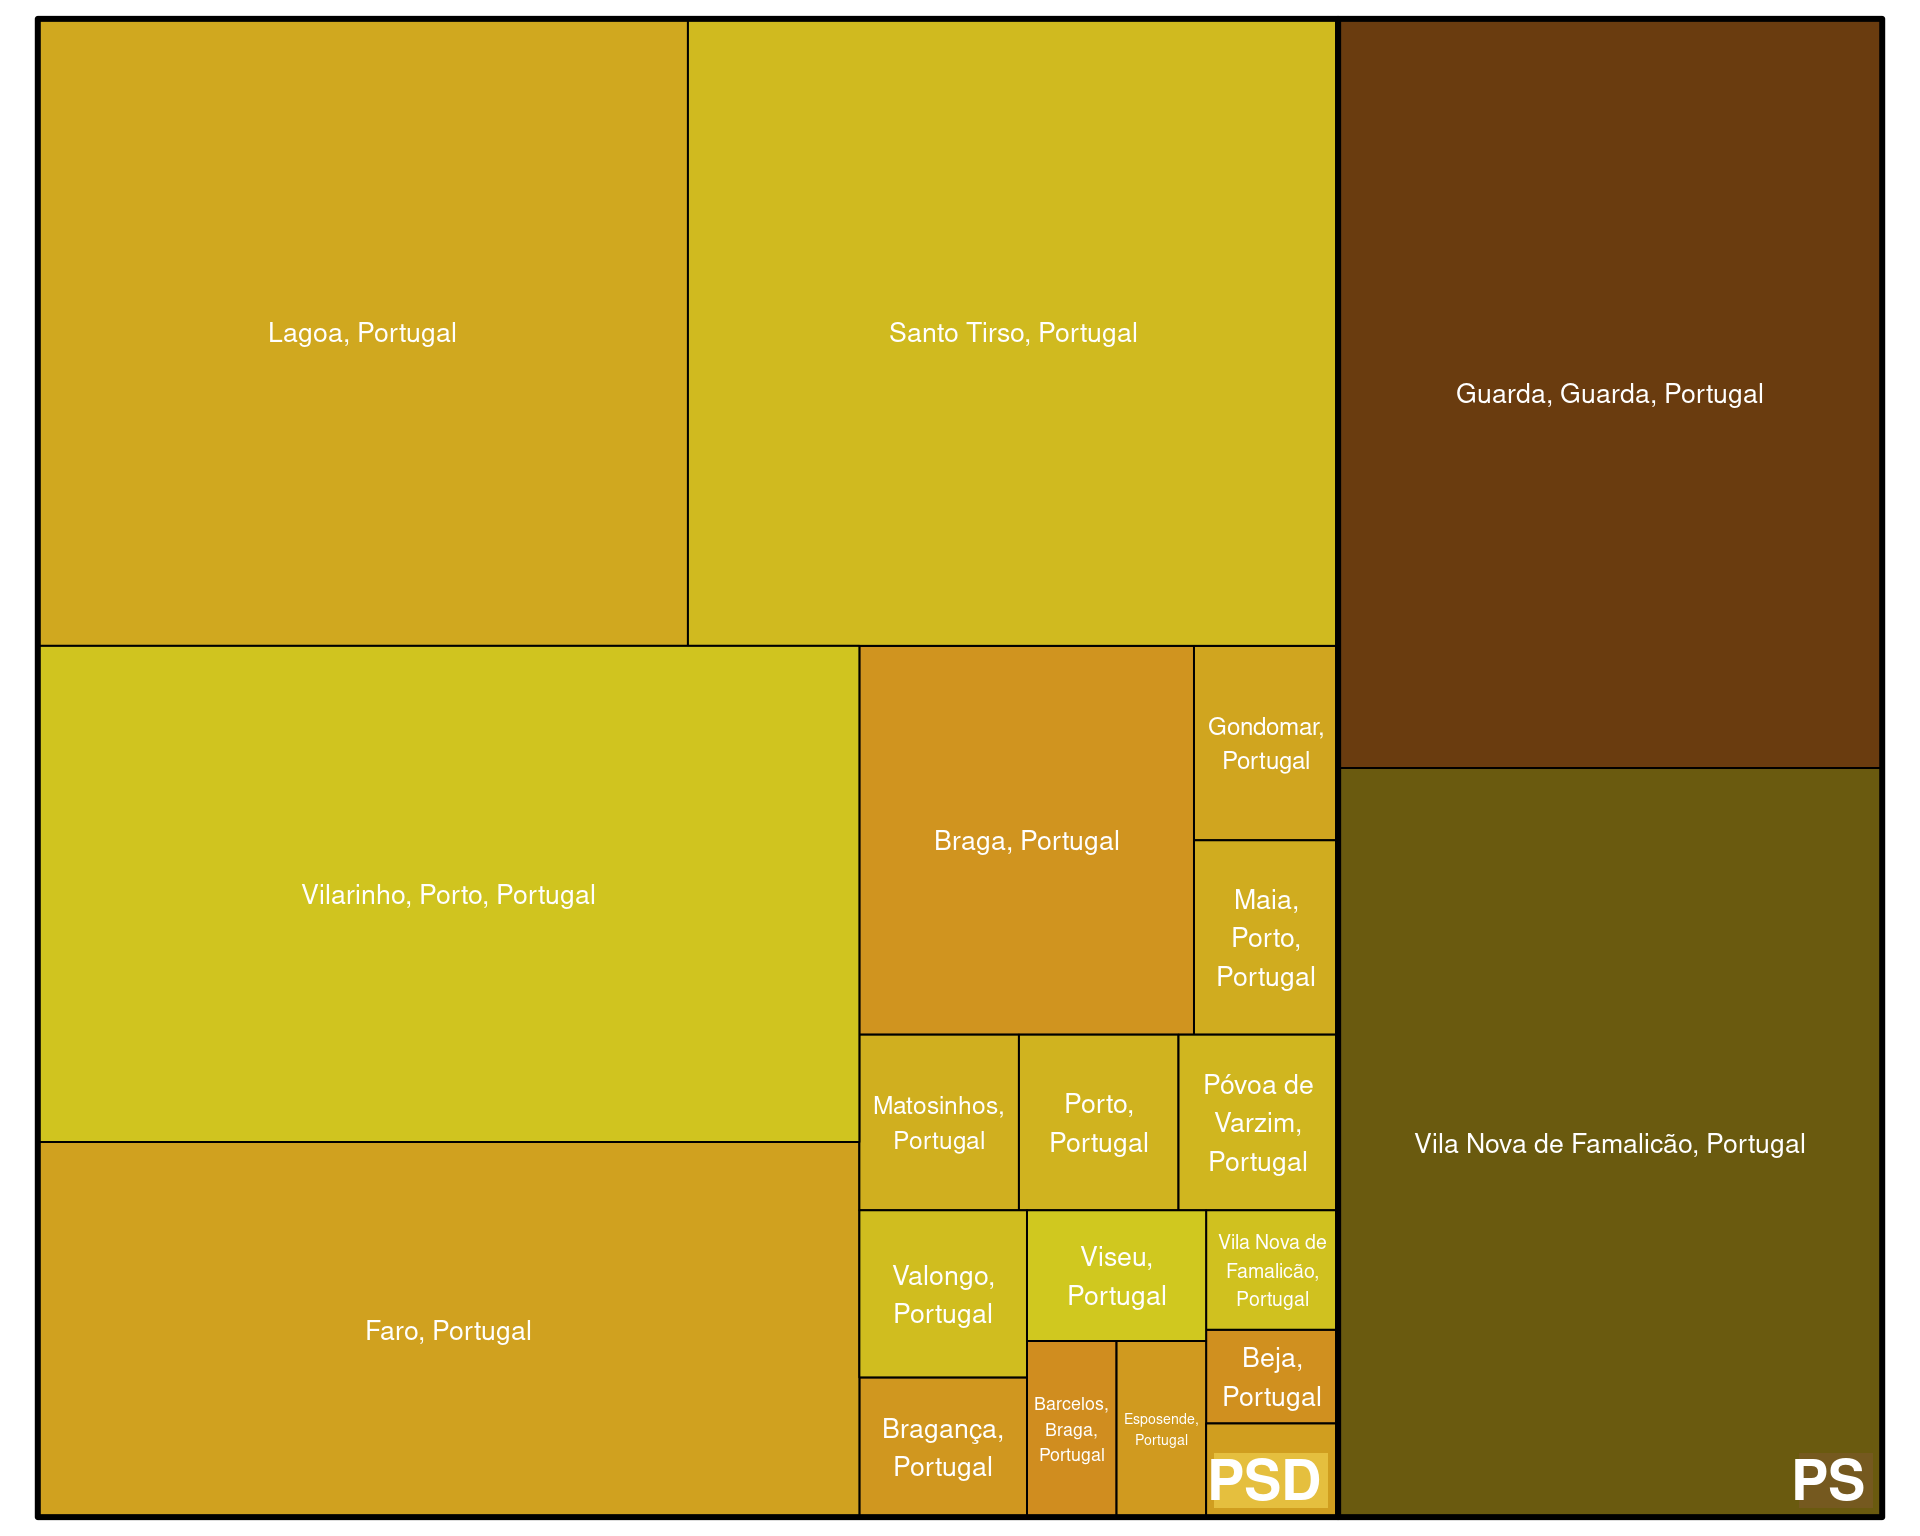 Lagoa, Portugal
Santo Tirso, Portugal
Guarda, Guarda, Portugal
Vilarinho, Porto, Portugal
Braga, Portugal
Gondomar,
Portugal
Maia,
Porto,
Portugal
Matosinhos,
Portugal
Porto,
Portugal
Póvoa de
Varzim,
Portugal
Vila Nova de Famalicão, Portugal
Faro, Portugal
Valongo,
Portugal
Viseu,
Portugal
Vila Nova de
Famalicão,
Portugal
Beja,
Portugal
Bragança,
Portugal
Barcelos,
Braga,
Portugal
Esposende,
Portugal
PSD
PS